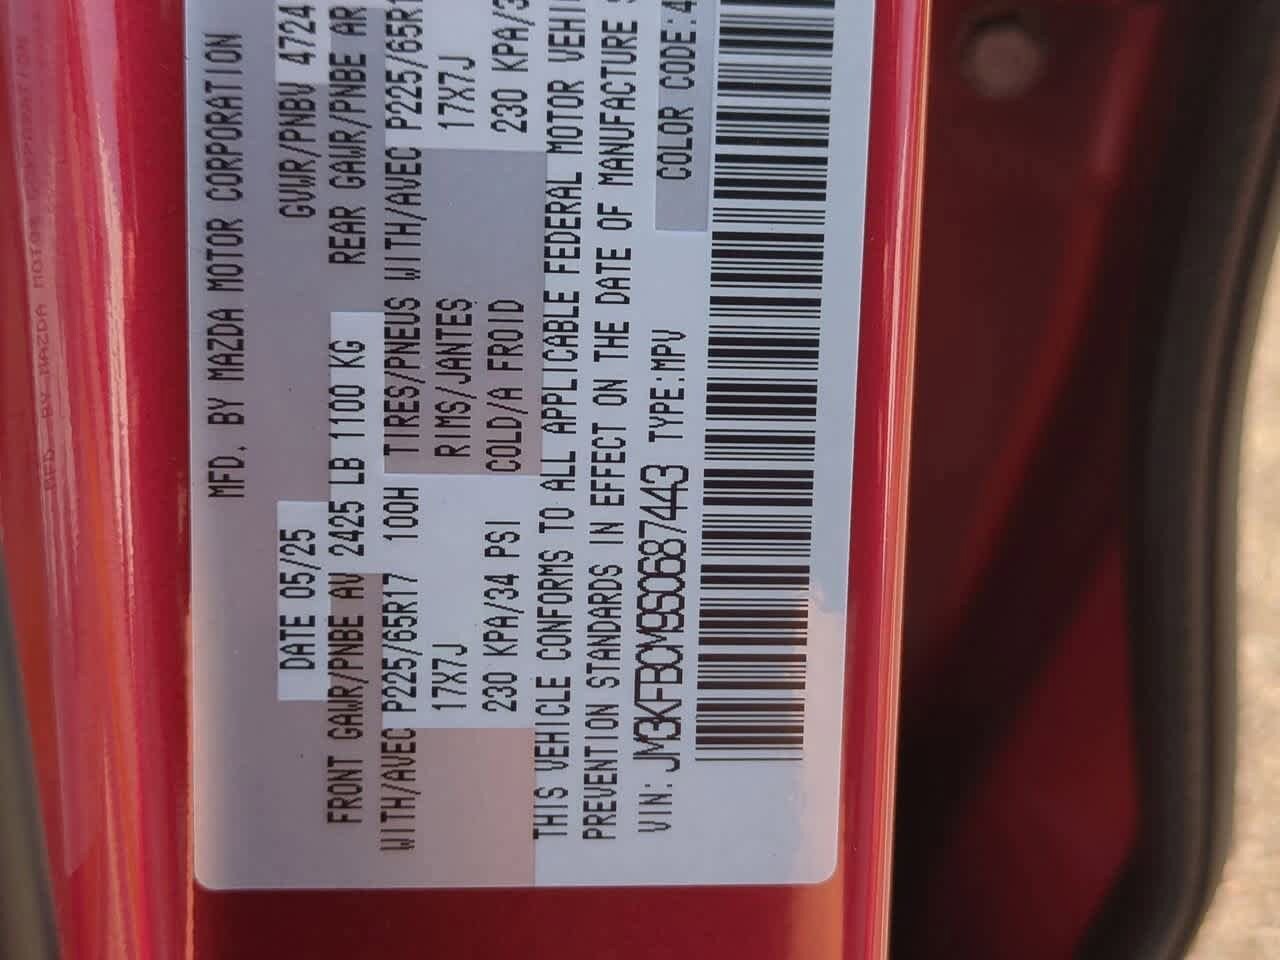 MFD. BY MAZDA MOTOR CORPORATION
DATE 05/25 GVWR/PNBV 4724
FRONT GAWR/PNBE AV 2425 LB 1100 KG REAR GAWR/PNBE AR
WITH/AVEC P225/65R17 100H TIRES/PNEUS WITH/AVEC P225/65R1
17X7J RIMS/JANTES 17X7J
230 KPA/34 PSI COLD/A FROID 230 KPA/3
THIS VEHICLE CONFORMS TO ALL APPLICABLE FEDERAL MOTOR VEHI
PREVENTION STANDARDS IN EFFECT ON THE DATE OF MANUFACTURE
VIN: JM3KFBCM9S0687443 TYPE:MPV COLOR CODE:4